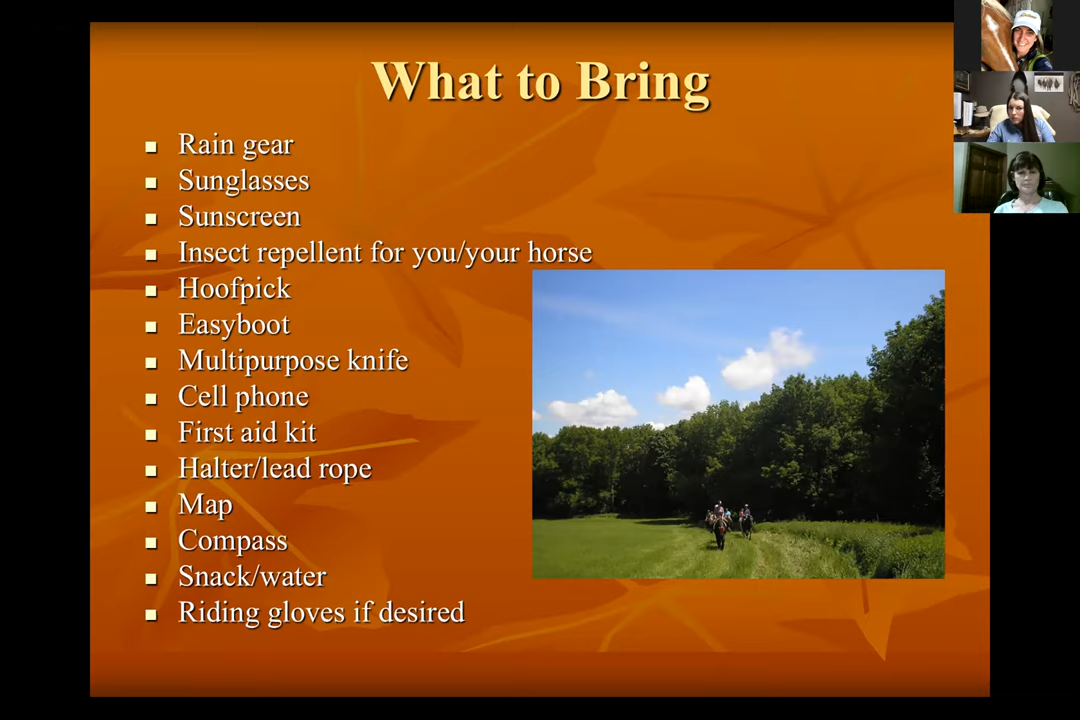 What to Bring
Rain gear
Sunglasses
Sunscreen
Insect repellent for you/your horse
Hoofpick
Easyboot
Multipurpose knife
Cell phone
First aid kit
Halter/lead rope
Map
Compass
Snack/water
Riding gloves if desired